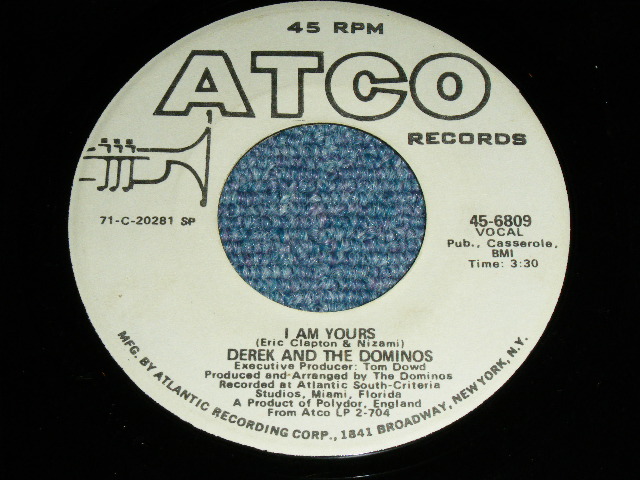 45 RPM
ATCO
RECORDS
71-C-20281 SP
45-6809
VOCAL
Pub., Casserole,
BMI
Time: 3:30
I AM YOURS
(Eric Clapton & Nizami)
DEREK AND THE DOMINOS
Executive Producer: Tom Dowd
Produced and Arranged by The Dominos
Recorded at Atlantic South-Criteria
Studios, Miami, Florida
A Product of Polydor, England
From Atco LP 2-704
MFG. BY ATLANTIC RECORDING CORP., 1841 BROADWAY, NEW YORK, N.Y.